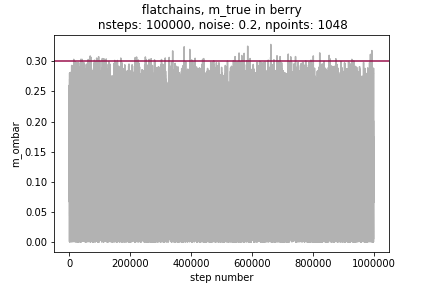 flatchains, m_true in berry
nsteps: 100000, noise: 0.2, npoints: 1048
0.30
0.25
0.20
0.15
0.10
0.05
0.00
m_ombar
0 200000 400000 600000 800000 1000000
step number